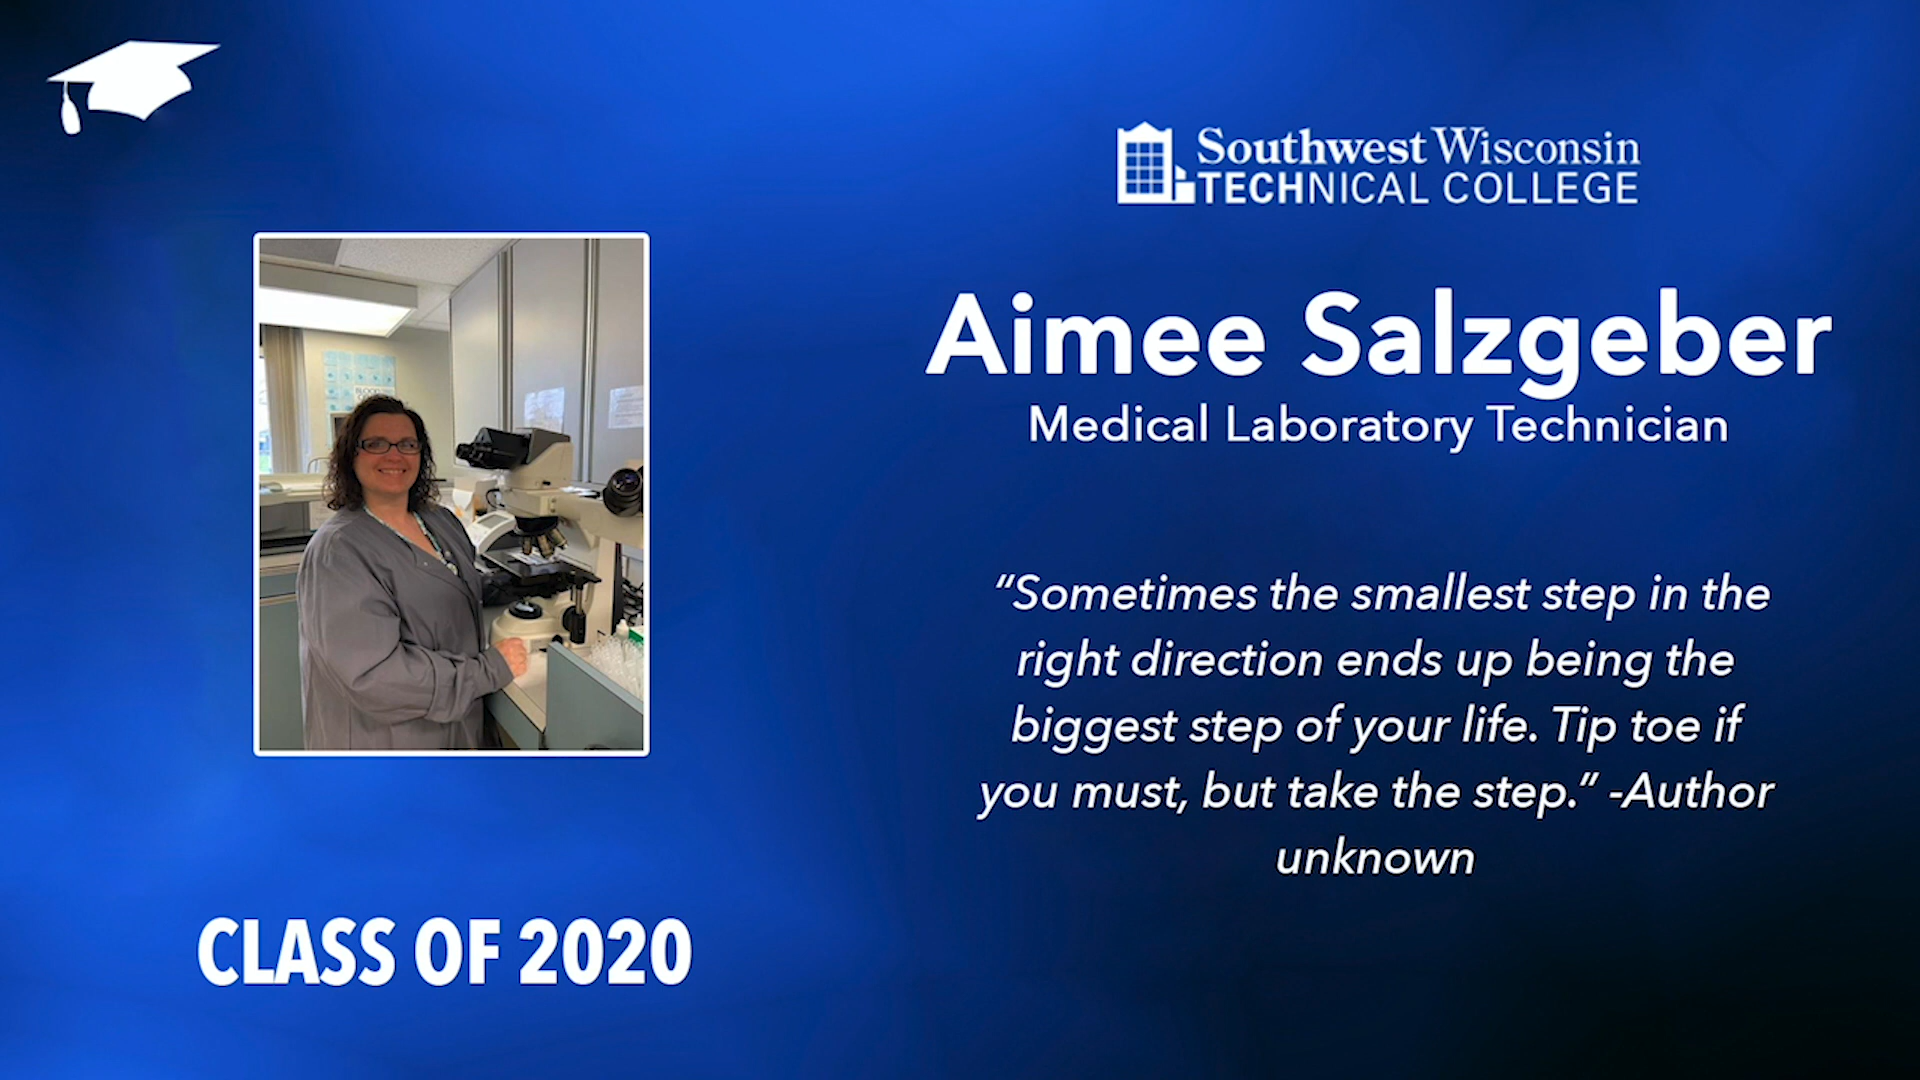 Southwest Wisconsin
TECHNICAL COLLEGE
Aimee Salzgeber
Medical Laboratory Technician
“Sometimes the smallest step in the
right direction ends up being the
biggest step of your life. Tip toe if
you must, but take the step.” -Author
unknown
CLASS OF 2020